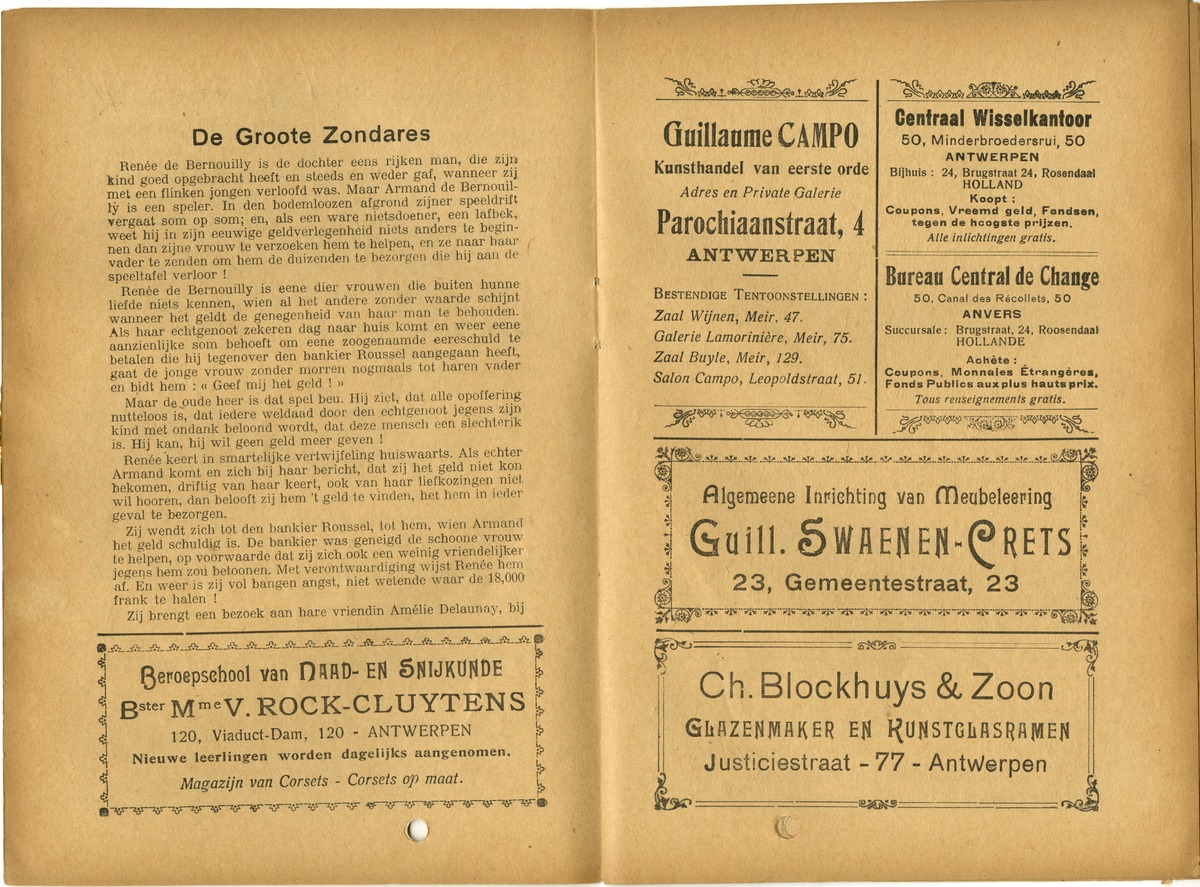 De Groote Zondares
Renée de Bernouilly is de dochter eens rijken man, die zijn
kind goed opgebracht heeft en steeds en weder gaf, wanneer zij
met een flinken jongen verloofd was. Maar Armand de Bernouil-
ly is een speler. In den bodemloozen afgrond zijner speeldrift
vergaat som op som; en, als een ware nietsdoener, een lafbek,
weet hij in zijn eeuwige geldverlegenheid niets anders te begin-
nen dan zijne vrouw te verzoeken hem te helpen, en ze naar haar
vader te zenden om hem de duizenden te bezorgen die hij aan de
speeltafel verloor !
Renée de Bernouilly is eene dier vrouwen die buiten hunne
liefde niets kennen, wien al het andere zonder waarde schijnt
wanneer het geldt de genegenheid van haar man te behouden.
Als haar echtgenoot zekeren dag naar huis komt en weer eene
aanzienlijke som behoeft om eene zoogenaamde eereschuld te
betalen die hij tegenover den bankier Roussel aangegaan heeft,
gaat de jonge vrouw zonder morren nogmaals tot haren vader
en bidt hem : « Geef mij het geld ! »
Maar de oude heer is dat spel beu. Hij ziet, dat alle opoffering
nutteloos is, dat iedere weldaad door den echtgenoot jegens zijn
kind met ondank beloond wordt, dat deze mensch een slechterik
is. Hij kan, hij wil geen geld meer geven !
Renée keert in smartelijke vertwijfeling huiswaarts. Als echter
Armand komt en zich bij haar bericht, dat zij het geld niet kon
bekomen, driftig van haar keert, ook van haar liefkozingen niet
wil hooren, dan belooft zij hem 't geld te vinden, het hem in ieder
geval te bezorgen.
Zij wendt zich tot den bankier Roussel, tot hem, wien Armand
het geld schuldig is. De bankier was geneigd de schoone vrouw
te helpen, op voorwaarde dat zij zich ook een weinig vriendelijker
jegens hem zou betoonen. Met verontwaardiging wijst Renée hem
af. En weer is zij vol bangen angst, niet wetende waar de 18,000
frank te halen !
Zij brengt een bezoek aan hare vriendin Amélie Delaunay, bij
Beroepschool van NAAD- EN SNIJKUNDE
Bster Mme V. ROCK-CLUYTENS
120, Viaduct-Dam, 120 - ANTWERPEN
Nieuwe leerlingen worden dagelijks aangenomen.
Magazijn van Corsets - Corsets op maat.
Guillaume CAMPO
Kunsthandel van eerste orde
Adres en Private Galerie
Parochiaanstraat, 4
ANTWERPEN
BESTENDIGE TENTOONSTELLINGEN :
Zaal Wijnen, Meir, 47.
Galerie Lamorinière, Meir, 75.
Zaal Buyle, Meir, 129.
Salon Campo, Leopoldstraat, 51.
Centraal Wisselkantoor
50, Minderbroedersrui, 50
ANTWERPEN
Bijhuis : 24, Brugstraat 24, Rosendaal
HOLLAND
Koopt :
Coupons, Vreemd geld, Fondsen,
tegen de hoogste prijzen.
Alle inlichtingen gratis.
Bureau Central de Change
50, Canal des Récollets, 50
ANVERS
Succursale : Brugstraat, 24, Roosendaal
HOLLANDE
Achète :
Coupons, Monnaies Étrangères,
Fonds Publics aux plus hauts prix.
Tous renseignements gratis.
Algemeene Inrichting van Meubeleering
Guill. SWAENEN-CRETS
23, Gemeentestraat, 23
Ch. Blockhuys & Zoon
GLAZENMAKER EN KUNSTGLASRAMEN
Justiciestraat - 77 - Antwerpen